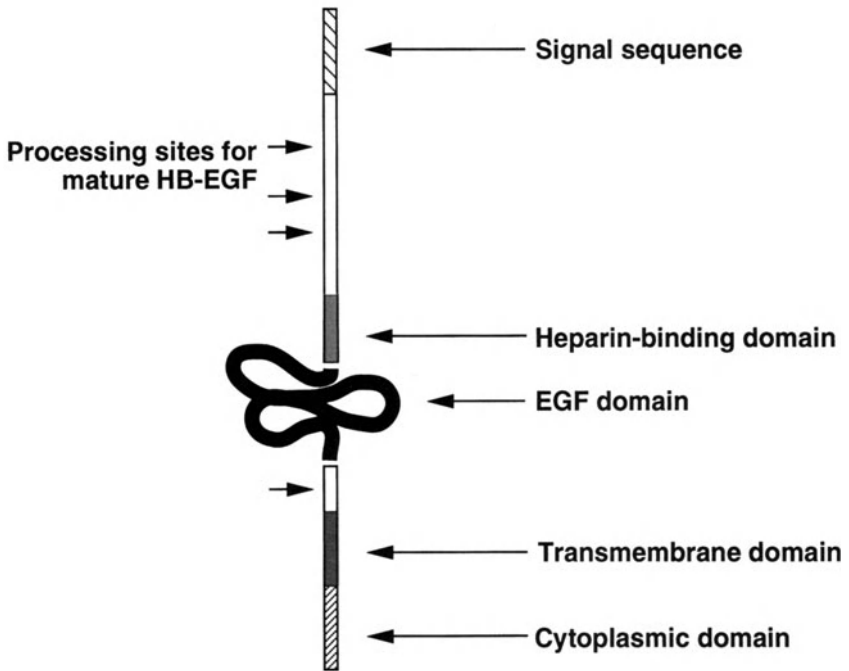 Signal sequence
Processing sites for
mature HB-EGF
Heparin-binding domain
EGF domain
Transmembrane domain
Cytoplasmic domain